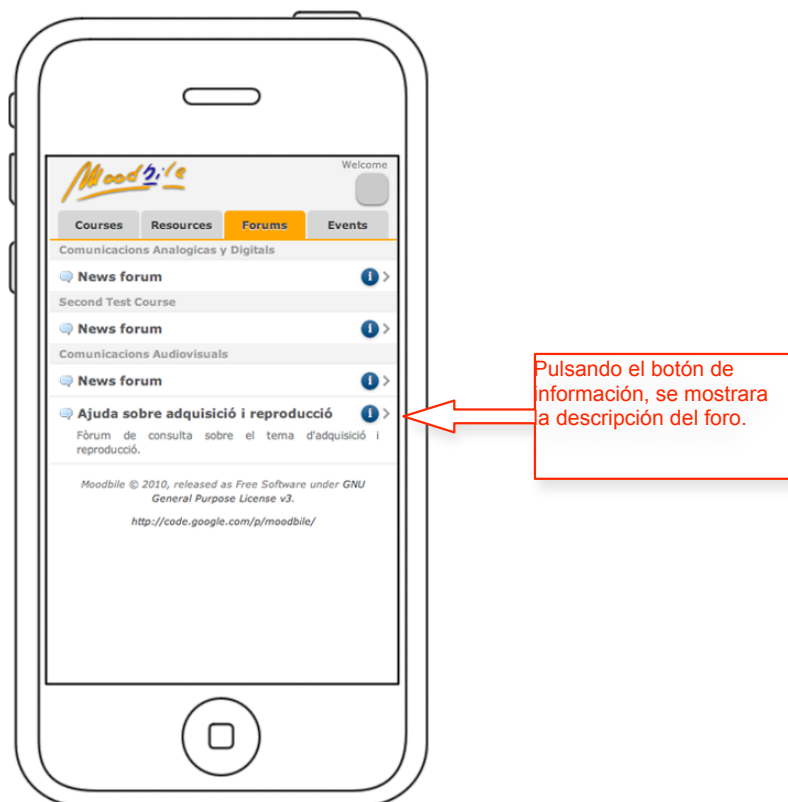 Moodbile
Welcome
Courses Resources Forums Events
Comunicacions Analogicas y Digitals
News forum
Second Test Course
News forum
Comunicacions Audiovisuals
News forum
Ajuda sobre adquisició i reproducció
Fòrum de consulta sobre el tema d'adquisició i
reproducció.
Moodbile © 2010, released as Free Software under GNU
General Purpose License v3.
http://code.google.com/p/moodbile/
Pulsando el botón de
información, se mostrara
la descripción del foro.